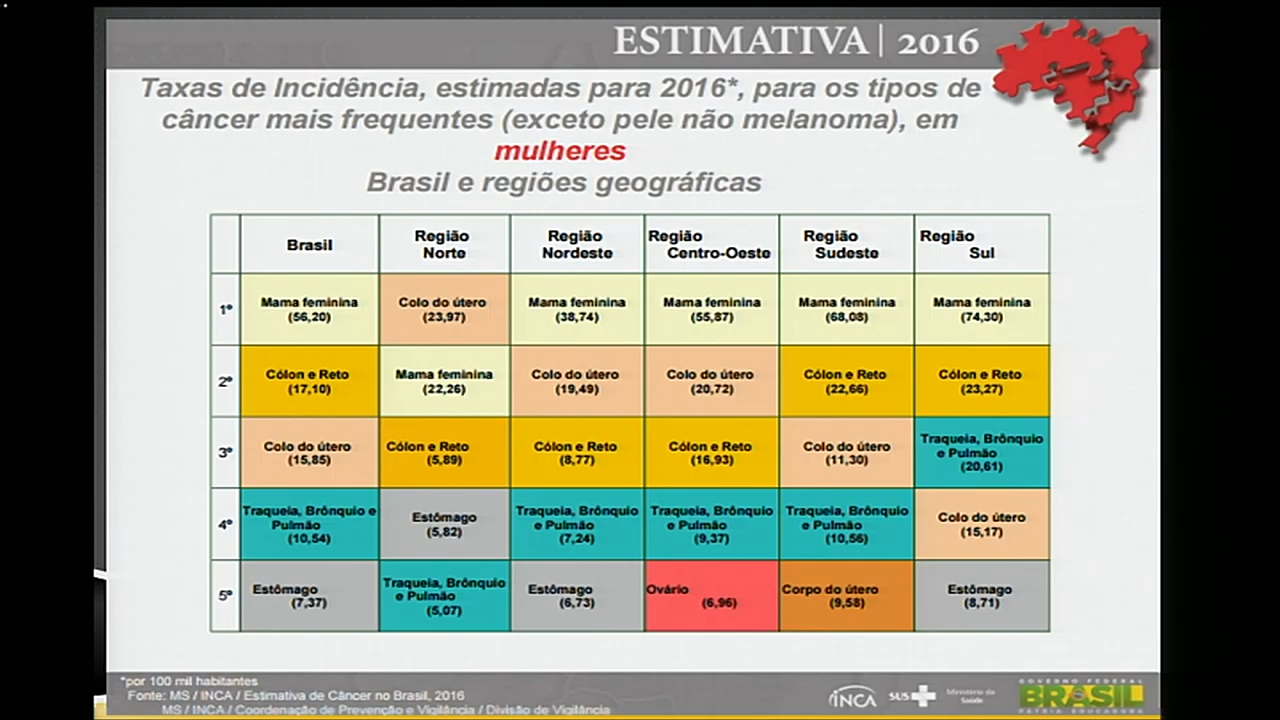 ESTIMATIVA | 2016
Taxas de Incidência, estimadas para 2016*, para os tipos de
câncer mais frequentes (exceto pele não melanoma), em
mulheres
Brasil e regiões geográficas
Brasil
Região
Norte
Região
Nordeste
Região
Centro-Oeste
Região
Sudeste
Região
Sul
1º
Mama feminina
(56,20)
Colo do útero
(23,97)
Mama feminina
(38,74)
Mama feminina
(55,87)
Mama feminina
(68,08)
Mama feminina
(74,30)
2º
Cólon e Reto
(17,10)
Mama feminina
(22,26)
Colo do útero
(19,49)
Colo do útero
(20,72)
Cólon e Reto
(22,66)
Cólon e Reto
(23,27)
3º
Colo do útero
(15,85)
Cólon e Reto
(5,89)
Cólon e Reto
(8,77)
Cólon e Reto
(16,93)
Colo do útero
(11,30)
Traqueia, Brônquio
e Pulmão
(20,61)
4º
Traqueia, Brônquio e
Pulmão
(10,54)
Estômago
(5,82)
Traqueia, Brônquio
e Pulmão
(7,24)
Traqueia, Brônquio
e Pulmão
(9,37)
Traqueia, Brônquio
e Pulmão
(10,56)
Colo do útero
(15,17)
5º
Estômago
(7,37)
Traqueia, Brônquio
e Pulmão
(5,07)
Estômago
(6,73)
Ovário
(6,96)
Corpo do útero
(9,58)
Estômago
(8,71)
*por 100 mil habitantes
Fonte: MS / INCA / Estimativa de Câncer no Brasil, 2016
MS / INCA / Coordenação de Prevenção e Vigilância / Divisão de Vigilância
INCA
SUS
Ministério da
Saúde
GOVERNO FEDERAL
BRASIL
PÁTRIA EDUCADORA